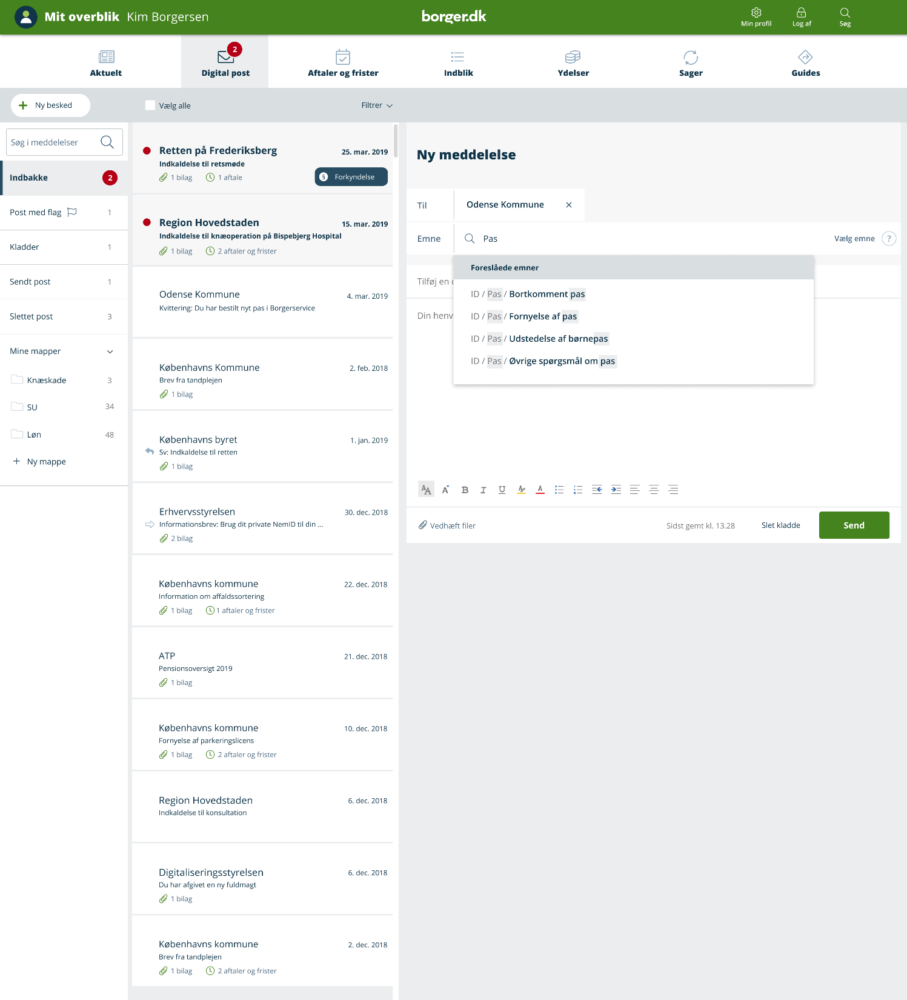 Mit overblik Kim Borgersen
borger.dk
Min profil
Log af
Søg
Aktuelt
2
Digital post
Aftaler og frister
Indblik
Ydelser
Sager
Guides
Ny besked
Vælg alle
Filtrer
Søg i meddelelser
Indbakke 2
Post med flag 1
Kladder 1
Sendt post 1
Slettet post 3
Mine mapper
Knæskade 3
SU 34
Løn 48
Ny mappe
Retten på Frederiksberg 25. mar. 2019
Indkaldelse til retsmøde
1 bilag 1 aftale § Forkyndelse
Region Hovedstaden 15. mar. 2019
Indkaldelse til knæoperation på Bispebjerg Hospital
1 bilag 2 aftaler og frister
Odense Kommune 4. mar. 2019
Kvittering: Du har bestilt nyt pas i Borgerservice
Københavns Kommune 2. feb. 2018
Brev fra tandplejen
1 bilag
Københavns byret 1. jan. 2019
Sv: Indkaldelse til retten
1 bilag
Erhvervsstyrelsen 30. dec. 2018
Informationsbrev: Brug dit private NemID til din ...
2 bilag
Københavns kommune 22. dec. 2018
Information om affaldssortering
1 bilag 1 aftaler og frister
ATP 21. dec. 2018
Pensionsoversigt 2019
1 bilag
Københavns kommune 10. dec. 2018
Fornyelse af parkeringslicens
1 bilag 2 aftaler og frister
Region Hovedstaden 6. dec. 2018
Indkaldelse til konsultation
Digitaliseringsstyrelsen 6. dec. 2018
Du har afgivet en ny fuldmagt
1 bilag
Københavns kommune 2. dec. 2018
Brev fra tandplejen
1 bilag 2 aftaler og frister
Ny meddelelse
Til Odense Kommune ×
Emne Pas Vælg emne ?
Foreslåede emner
Tilføj en
ID / Pas / Bortkomment pas
Din henv
ID / Pas / Fornyelse af pas
ID / Pas / Udstedelse af børnepas
ID / Pas / Øvrige spørgsmål om pas
AA A B I U A A
Vedhæft filer Sidst gemt kl. 13.28 Slet kladde Send